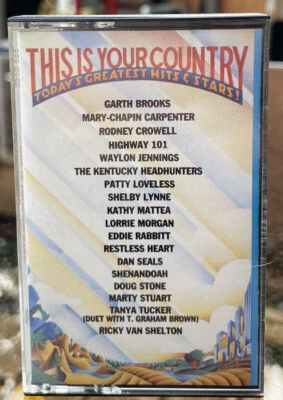 THIS IS YOUR COUNTRY
TODAY'S GREATEST HITS & STARS!
GARTH BROOKS
MARY-CHAPIN CARPENTER
RODNEY CROWELL
HIGHWAY 101
WAYLON JENNINGS
THE KENTUCKY HEADHUNTERS
PATTY LOVELESS
SHELBY LYNNE
KATHY MATTEA
LORRIE MORGAN
EDDIE RABBITT
RESTLESS HEART
DAN SEALS
SHENANDOAH
DOUG STONE
MARTY STUART
TANYA TUCKER
(DUET WITH T. GRAHAM BROWN)
RICKY VAN SHELTON